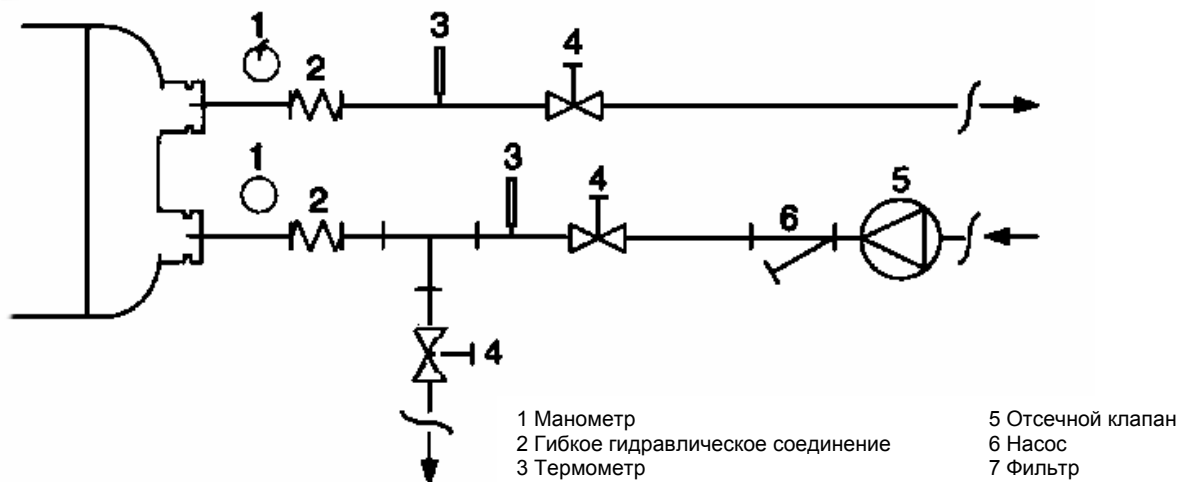 1
2
3
4
1
2
3
4
6
5
4
1 Манометр
2 Гибкое гидравлическое соединение
3 Термометр
5 Отсечной клапан
6 Насос
7 Фильтр